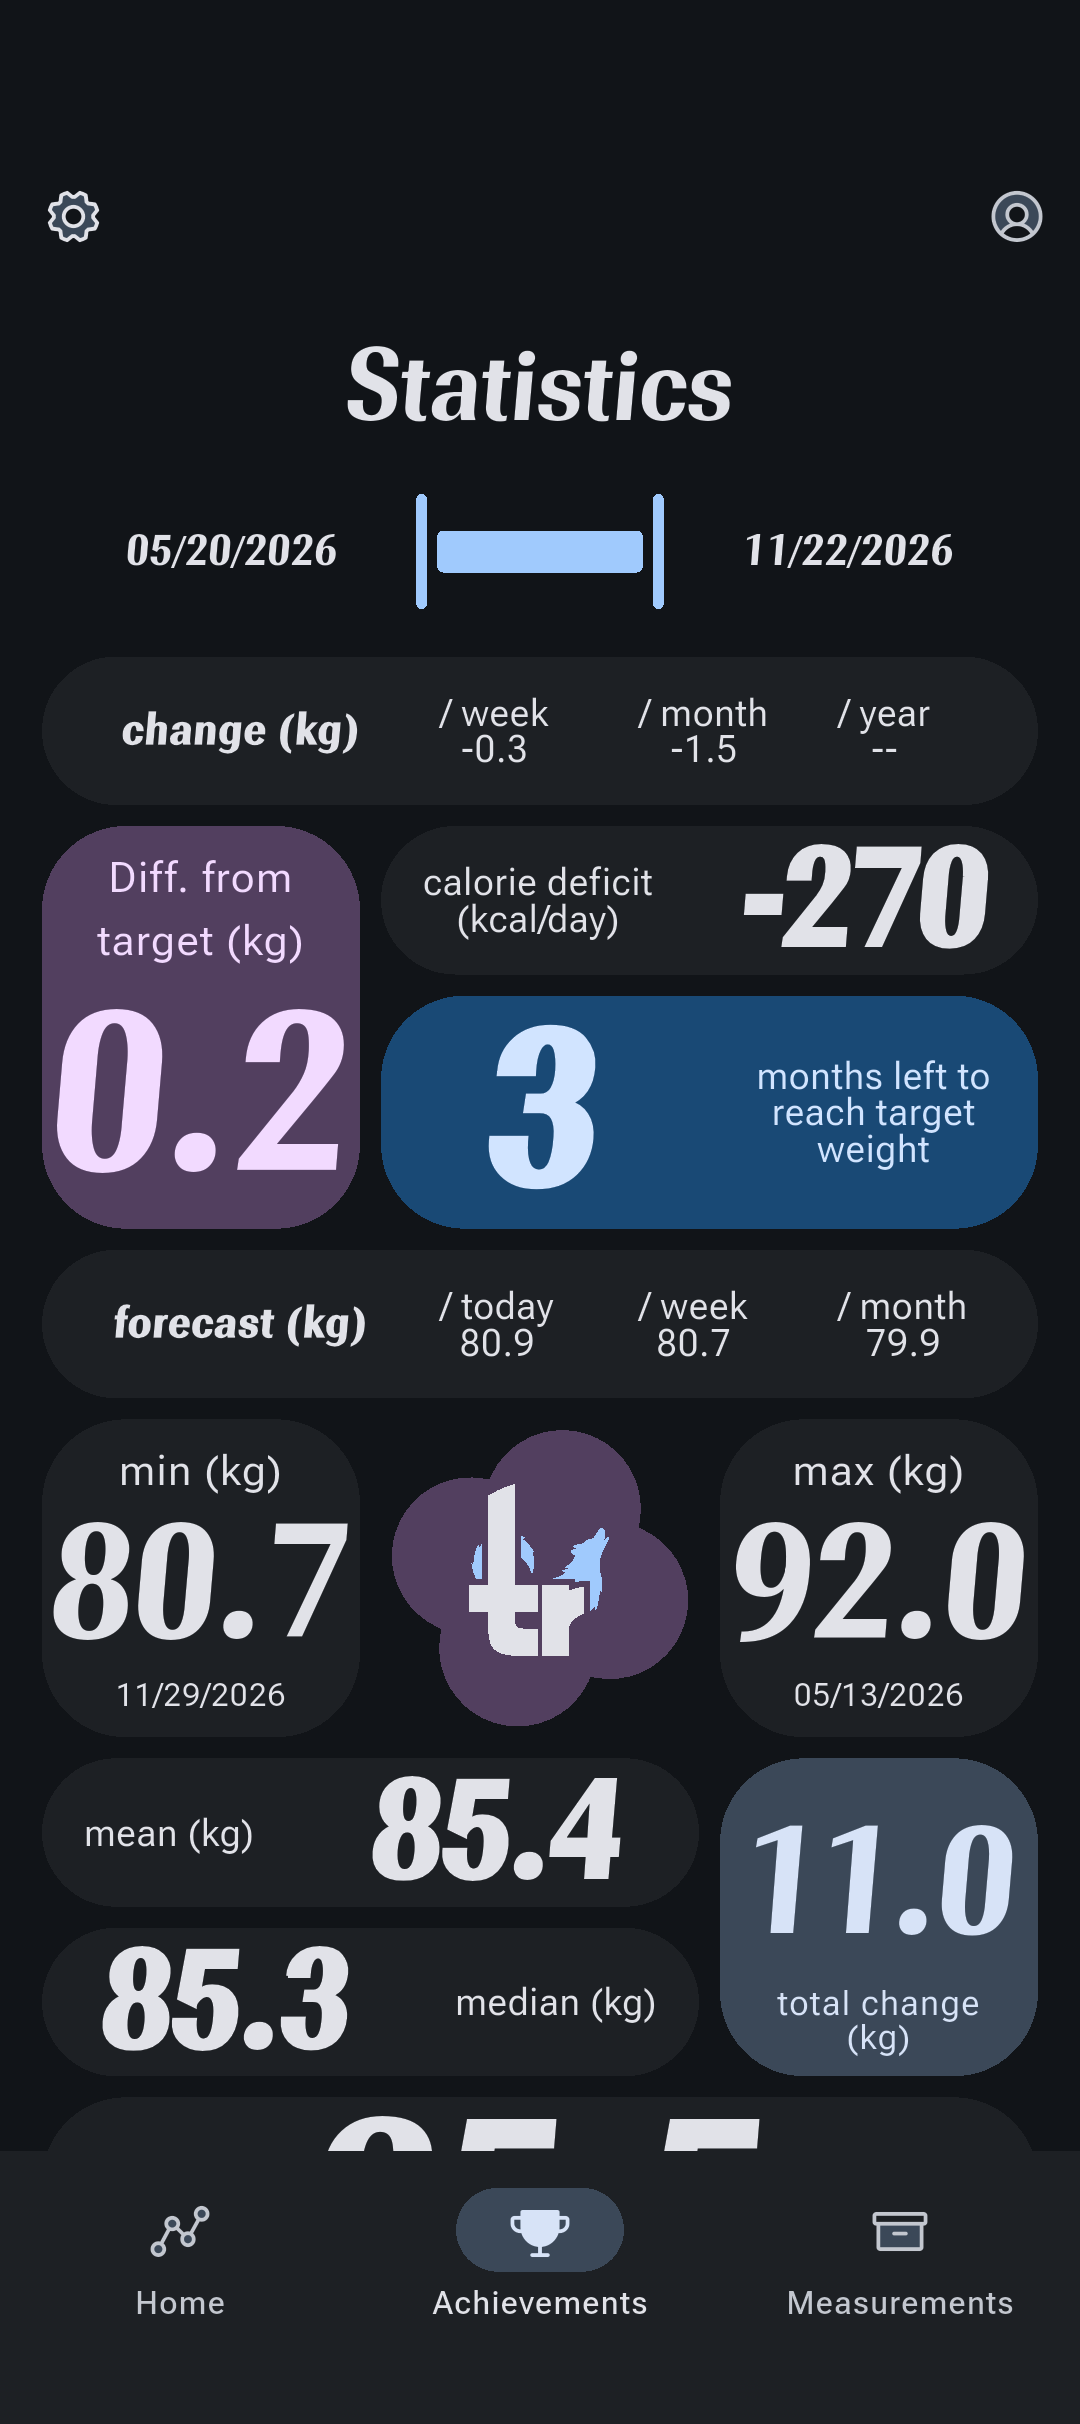 Statistics
05/20/2026
11/22/2026
change (kg)
/ week
-0.3
/ month
-1.5
/ year
--
Diff. from
target (kg)
0.2
calorie deficit
(kcal/day)
-270
3
months left to
reach target
weight
forecast (kg)
/ today
80.9
/ week
80.7
/ month
79.9
min (kg)
80.7
11/29/2026
tr
max (kg)
92.0
05/13/2026
mean (kg)
85.4
85.3
median (kg)
11.0
total change
(kg)
Home
Achievements
Measurements